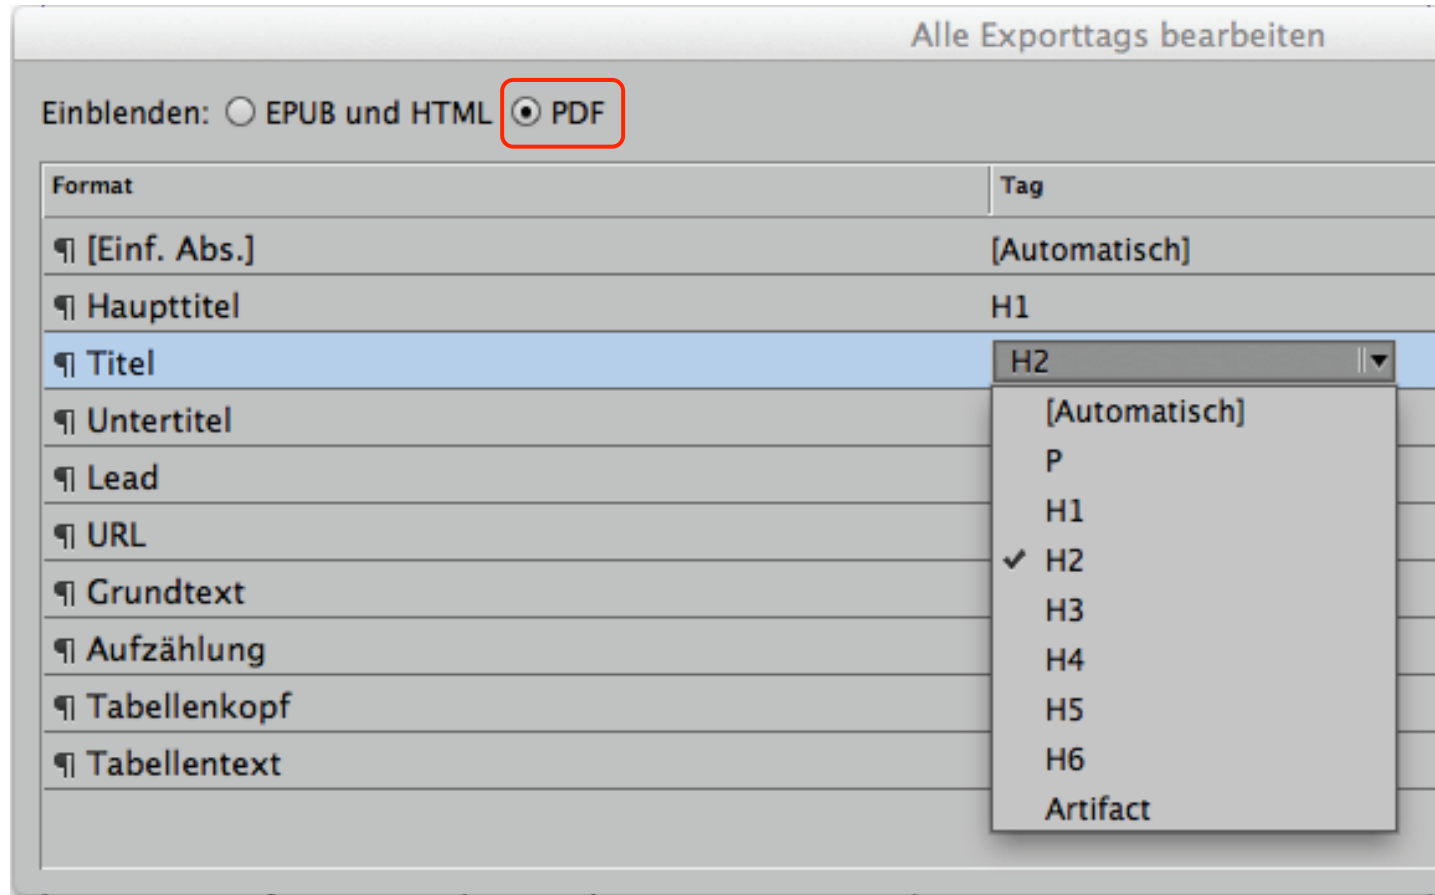 Alle Exporttags bearbeiten
Einblenden: EPUB und HTML PDF
Format Tag
¶ [Einf. Abs.] [Automatisch]
¶ Haupttitel H1
¶ Titel H2
¶ Untertitel [Automatisch]
¶ Lead P
¶ URL H1
¶ Grundtext H2
¶ Aufzählung H3
¶ Tabellenkopf H4
¶ Tabellentext H5
H6
Artifact